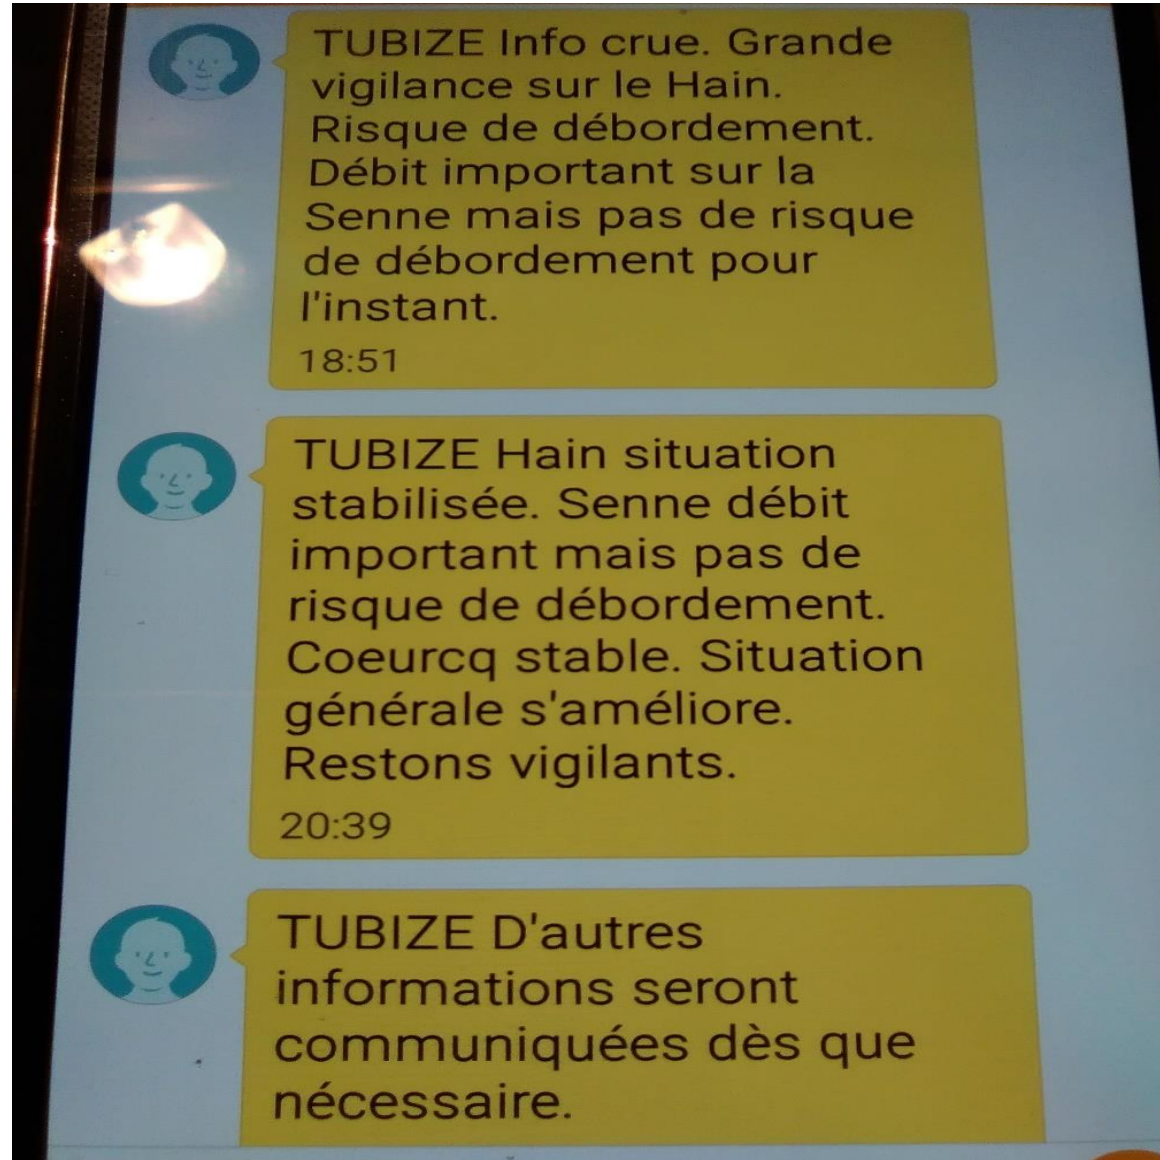 TUBIZE Info crue. Grande
vigilance sur le Hain.
Risque de débordement.
Débit important sur la
Senne mais pas de risque
de débordement pour
l'instant.
18:51
TUBIZE Hain situation
stabilisée. Senne débit
important mais pas de
risque de débordement.
Coeurcq stable. Situation
générale s'améliore.
Restons vigilants.
20:39
TUBIZE D'autres
informations seront
communiquées dès que
nécessaire.